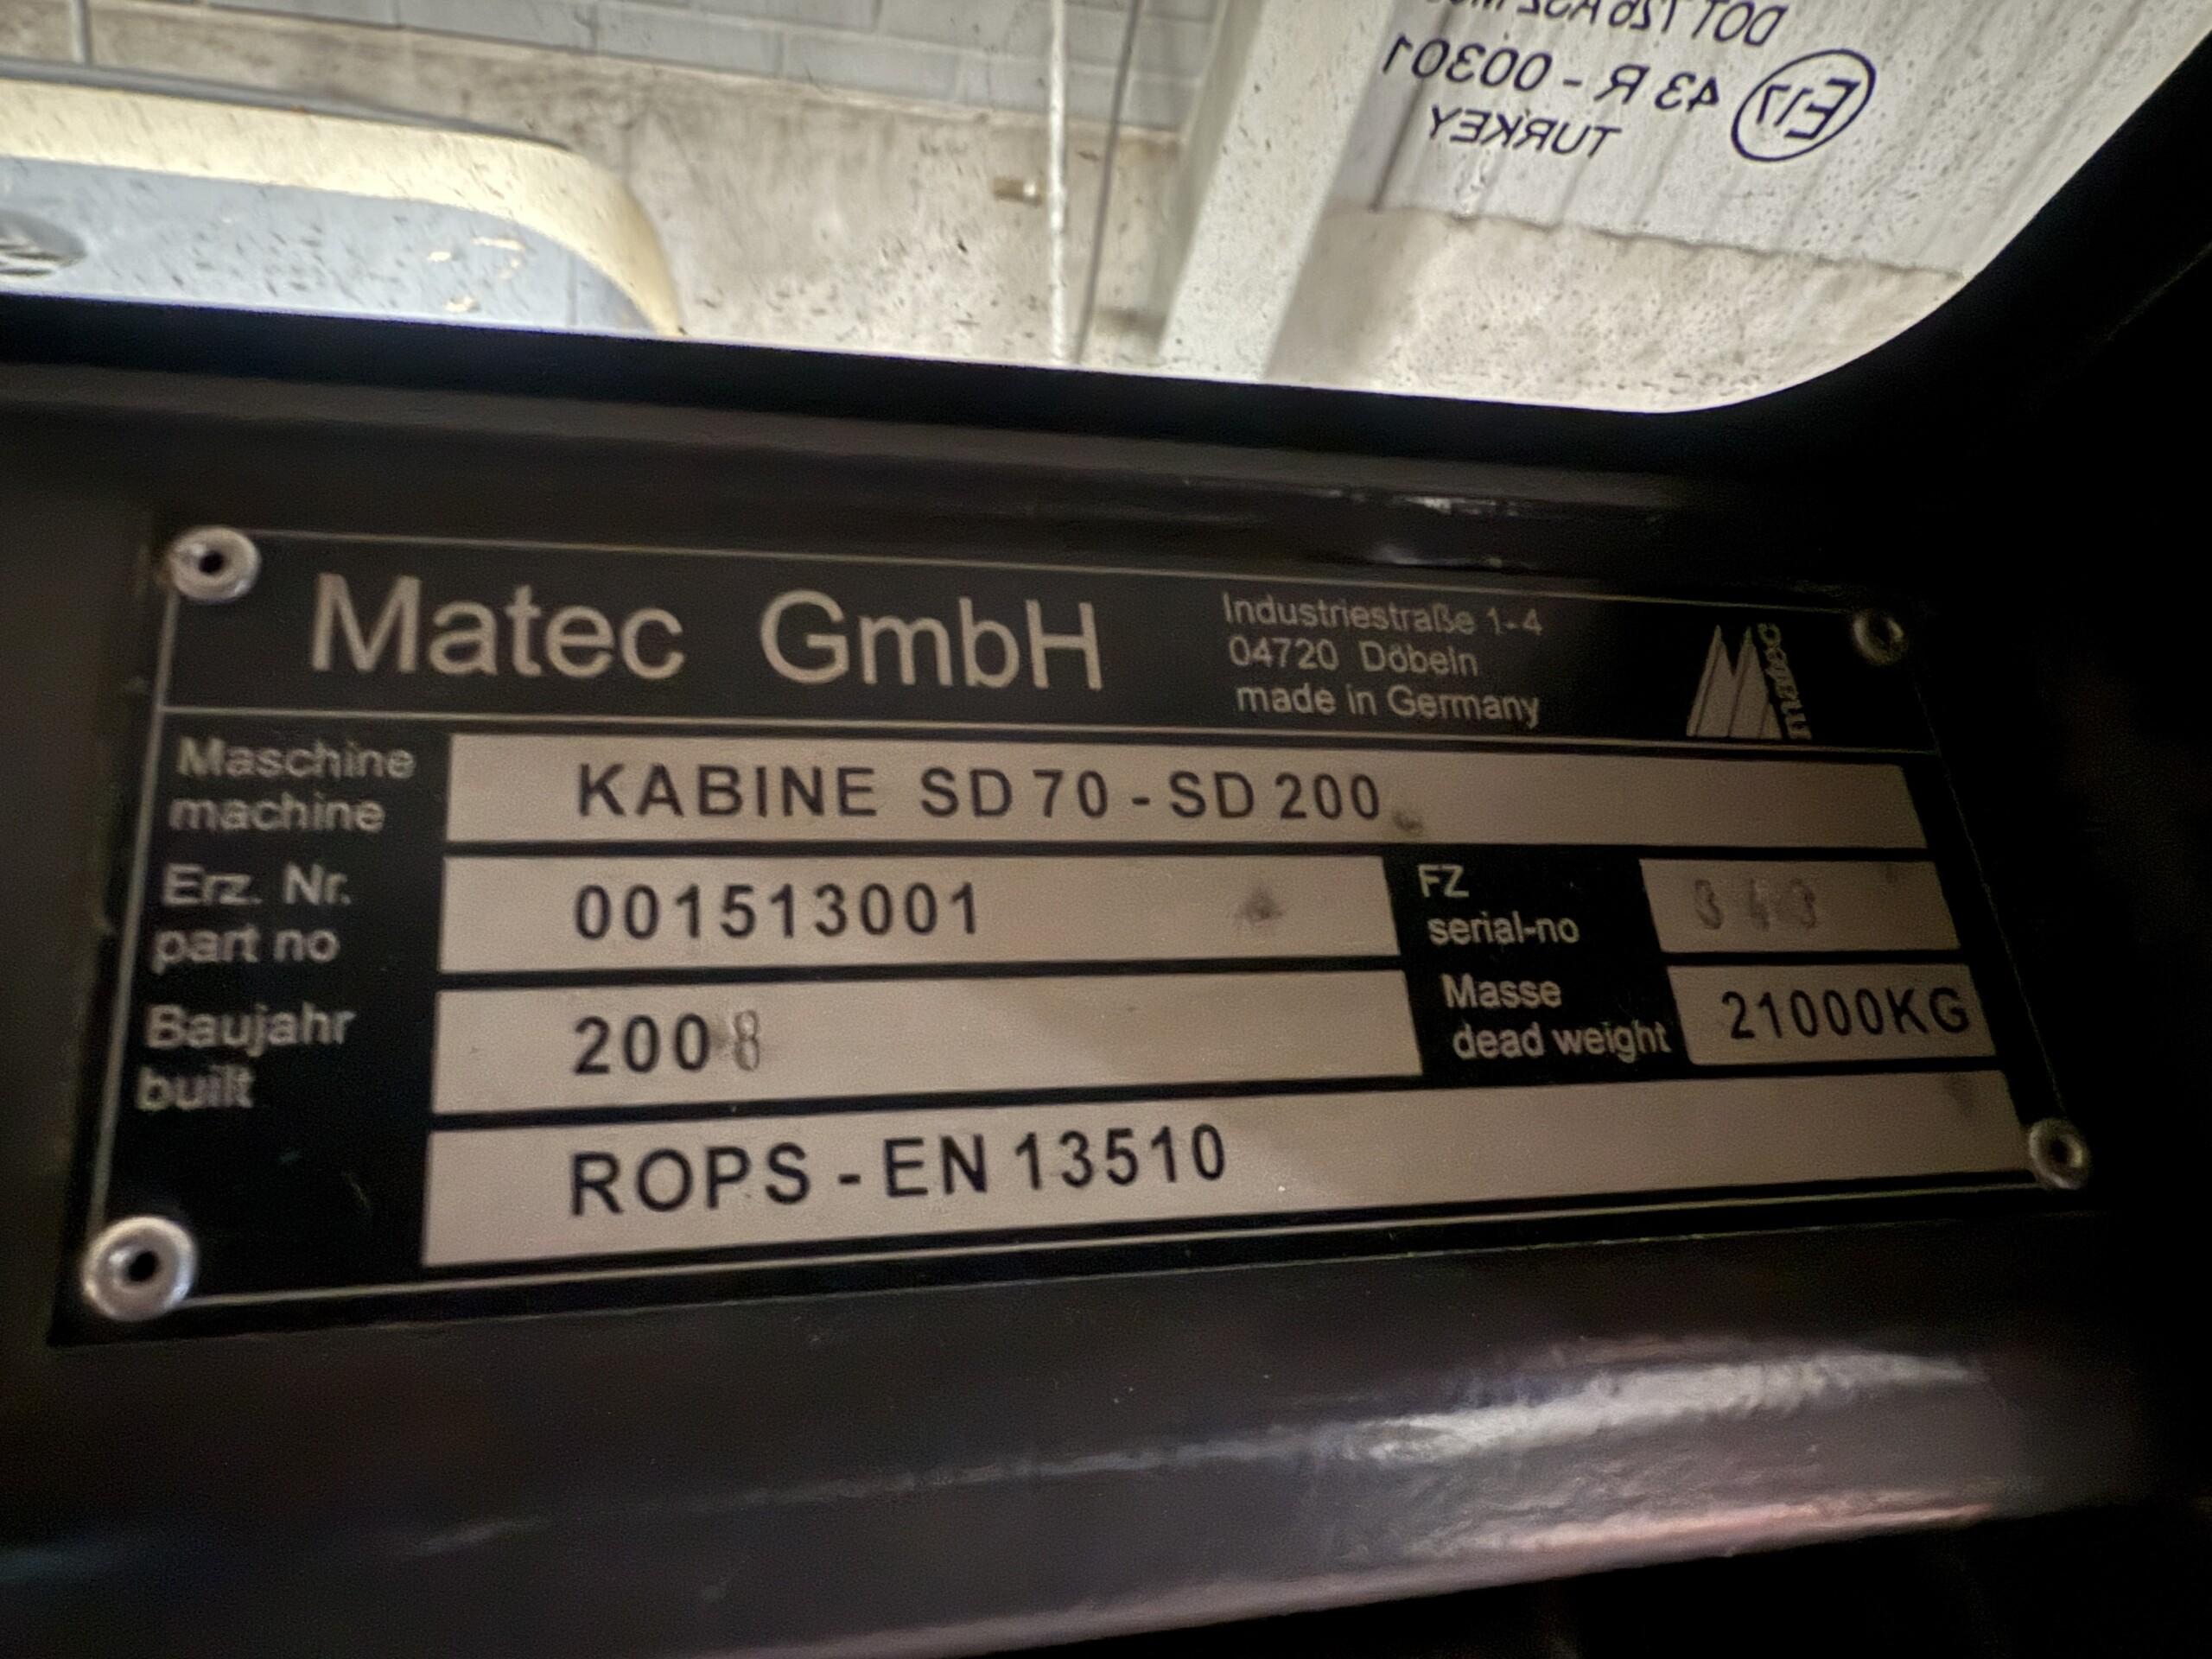 43 R - 00301
E17
TURKEY
Matec GmbH
Industriestraße 1-4
04720 Döbeln
made in Germany
matec
Maschine
machine
KABINE SD 70 - SD 200
Erz. Nr.
part no
001513001
FZ
serial-no
Baujahr
built
2008
Masse
dead weight
21000KG
ROPS - EN 13510